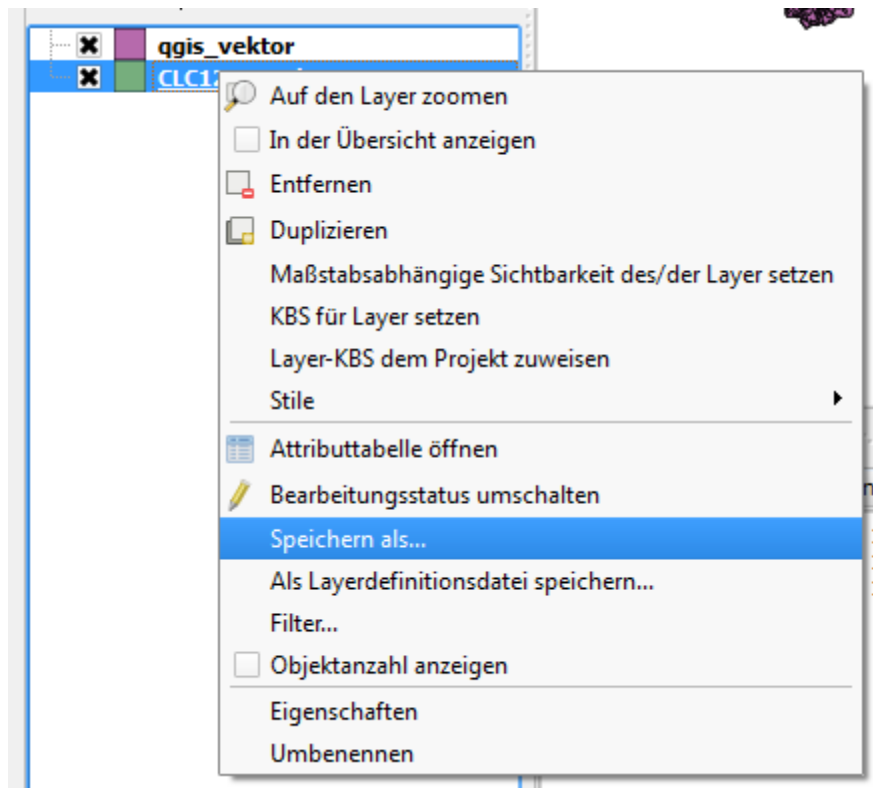 qgis_vektor
Auf den Layer zoomen
In der Übersicht anzeigen
Entfernen
Duplizieren
Maßstabsabhängige Sichtbarkeit des/der Layer setzen
KBS für Layer setzen
Layer-KBS dem Projekt zuweisen
Stile
Attributtabelle öffnen
Bearbeitungsstatus umschalten
Speichern als...
Als Layerdefinitionsdatei speichern...
Filter...
Objektanzahl anzeigen
Eigenschaften
Umbenennen